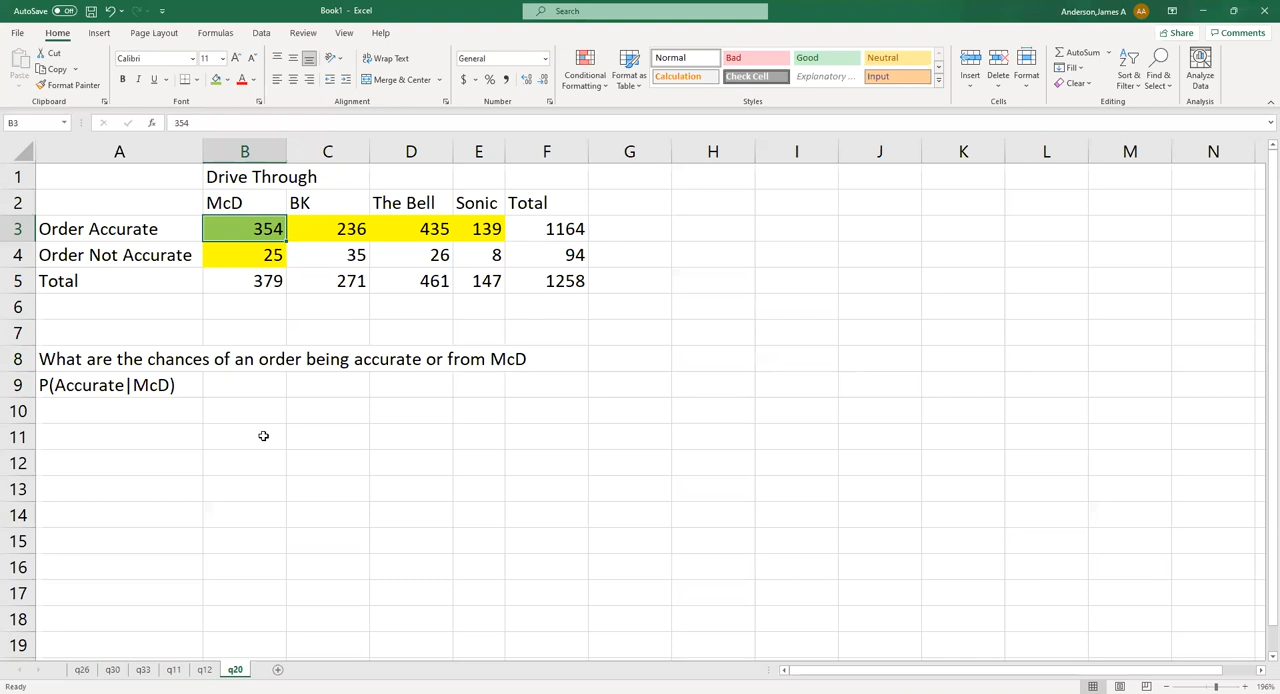 AutoSave Off Book1 - Excel Search Anderson,James A AA
File Home Insert Page Layout Formulas Data Review View Help Share Comments
Paste Cut Copy Format Painter Clipboard
Calibri 11 B I U A Font
Wrap Text Merge & Center Alignment
General $ % Number
Conditional Formatting Format as Table
Normal Bad Good Neutral
Calculation Check Cell Explanatory ... Input
Styles
Insert Delete Format Cells
AutoSum Fill Clear Sort & Filter Find & Select Editing
Analyze Data Analysis
B3 fx 354
A B C D E F G H I J K L M N
1 Drive Through
2 McD BK The Bell Sonic Total
3 Order Accurate 354 236 435 139 1164
4 Order Not Accurate 25 35 26 8 94
5 Total 379 271 461 147 1258
6
7
8 What are the chances of an order being accurate or from McD
9 P(Accurate|McD)
10
11
12
13
14
15
16
17
18
19
q26 q30 q33 q11 q12 q20
Ready 196%